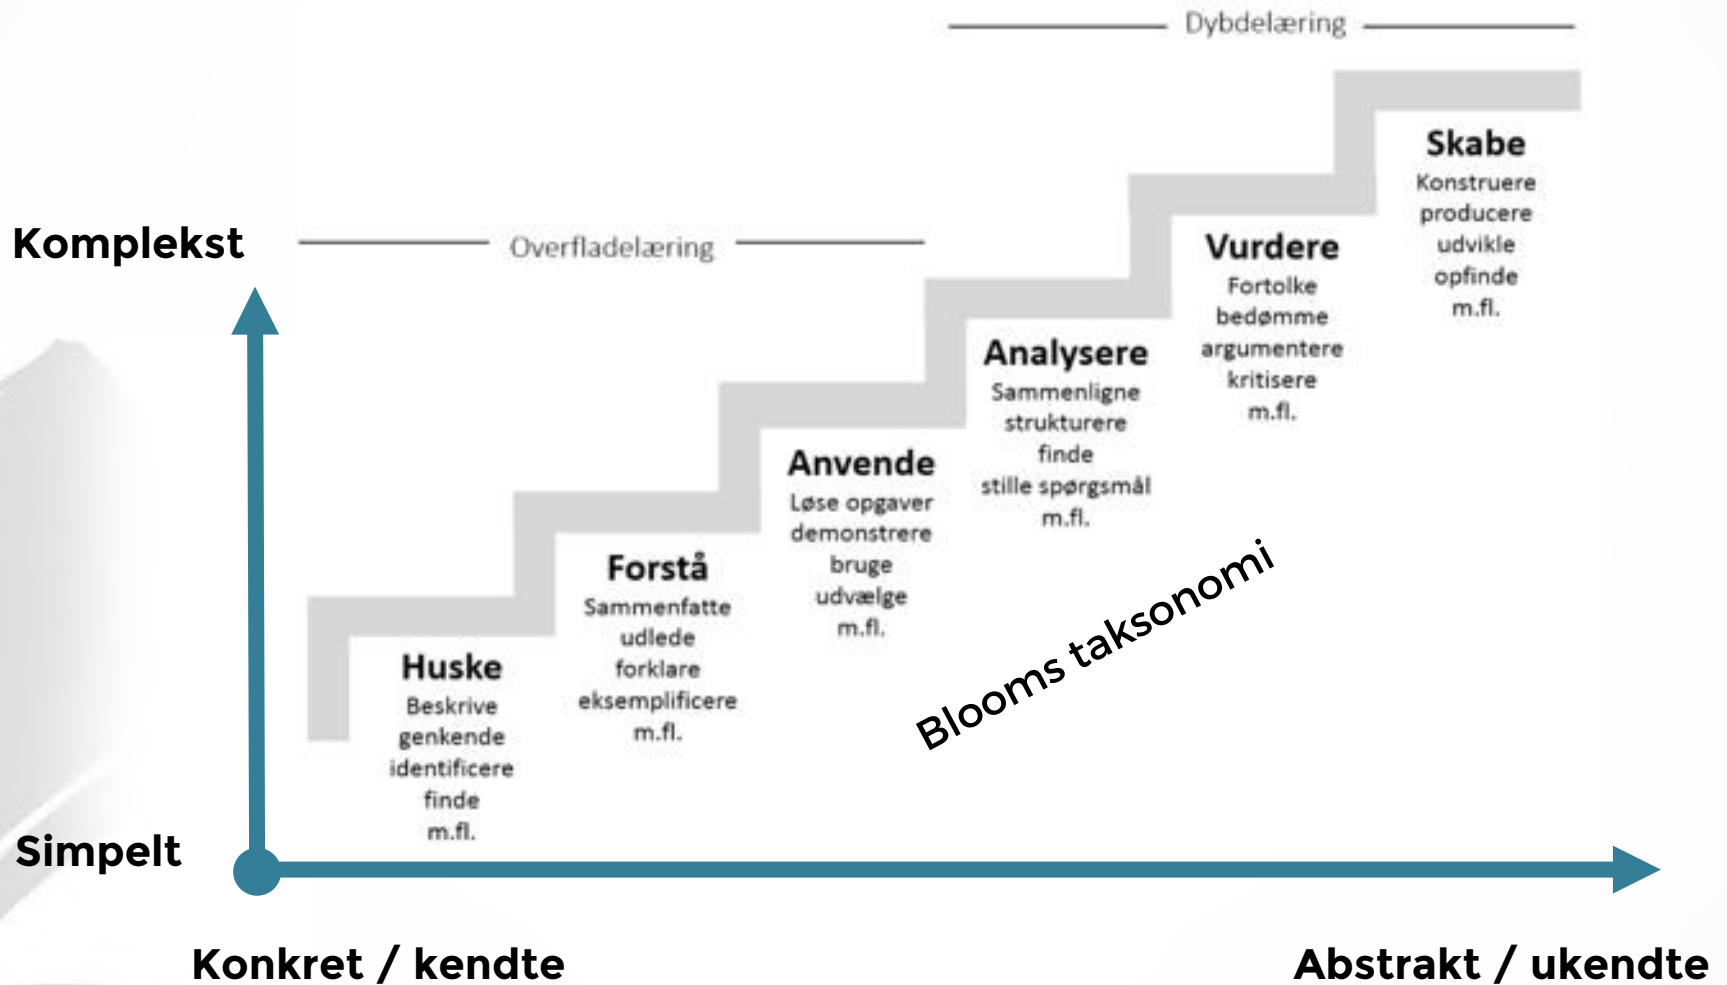 Dybdelæring
Skabe
Konstruere
producere
udvikle
opfinde
m.fl.
Komplekst
Overfladelæring
Vurdere
Fortolke
bedømme
argumentere
kritisere
m.fl.
Analysere
Sammenligne
strukturere
finde
stille spørgsmål
m.fl.
Anvende
Løse opgaver
demonstrere
bruge
udvælge
m.fl.
Forstå
Sammenfatte
udlede
forklare
eksemplificere
m.fl.
Huske
Beskrive
genkende
identificere
finde
m.fl.
Blooms taksonomi
Simpelt
Konkret / kendte
Abstrakt / ukendte